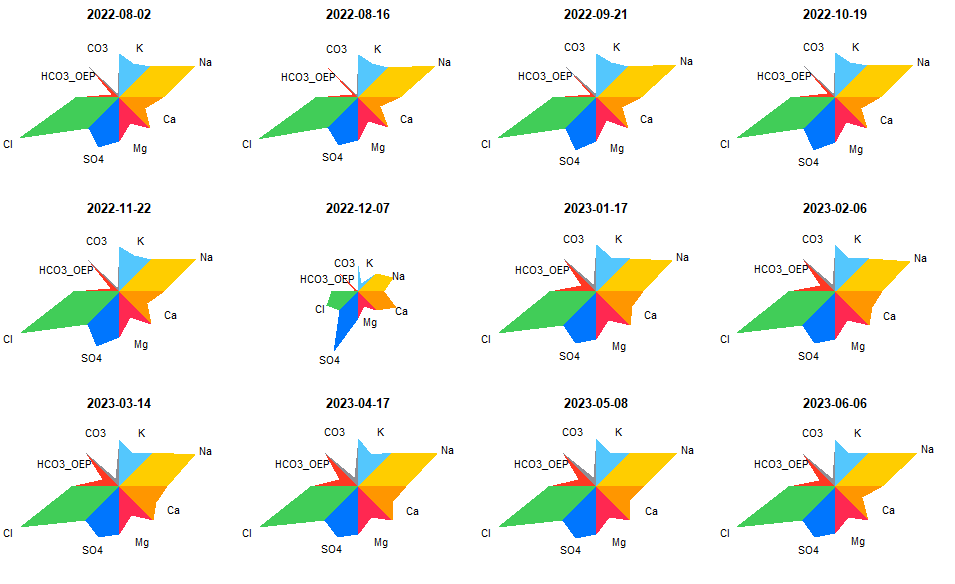 2022-08-02 2022-08-16 2022-09-21 2022-10-19
CO3 K CO3 K CO3 K CO3 K
Na Na Na Na
HCO3_OEP HCO3_OEP HCO3_OEP HCO3_OEP
Ca Ca Ca Ca
Cl Mg Cl Mg Cl Mg Cl Mg
SO4 SO4 SO4 SO4
2022-11-22 2022-12-07 2023-01-17 2023-02-06
CO3 K CO3 K CO3 K CO3 K
Na Na Na Na
HCO3_OEP HCO3_OEP HCO3_OEP HCO3_OEP
Ca Cl Ca Ca Ca
Cl Mg Mg Cl Mg Cl Mg
SO4 SO4 SO4 SO4
2023-03-14 2023-04-17 2023-05-08 2023-06-06
CO3 K CO3 K CO3 K CO3 K
Na Na Na Na
HCO3_OEP HCO3_OEP HCO3_OEP HCO3_OEP
Ca Ca Ca Ca
Cl Mg Cl Mg Cl Mg Cl Mg
SO4 SO4 SO4 SO4